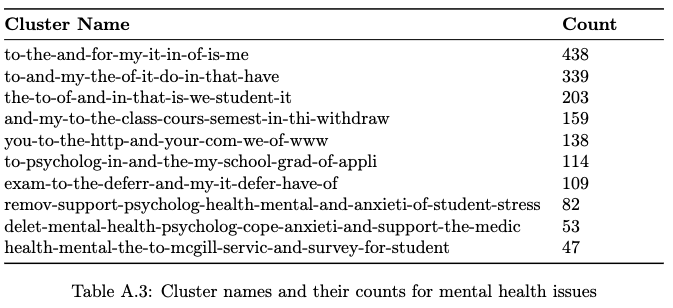 Cluster Name Count
to-the-and-for-my-it-in-of-is-me 438
to-and-my-the-of-it-do-in-that-have 339
the-to-of-and-in-that-is-we-student-it 203
and-my-to-the-class-cours-semest-in-thi-withdraw 159
you-to-the-http-and-your-com-we-of-www 138
to-psycholog-in-and-the-my-school-grad-of-appli 114
exam-to-the-deferr-and-my-it-defer-have-of 109
remov-support-psycholog-health-mental-and-anxieti-of-student-stress 82
delet-mental-health-psycholog-cope-anxieti-and-support-the-medic 53
health-mental-the-to-mcgill-servic-and-survey-for-student 47
Table A.3: Cluster names and their counts for mental health issues